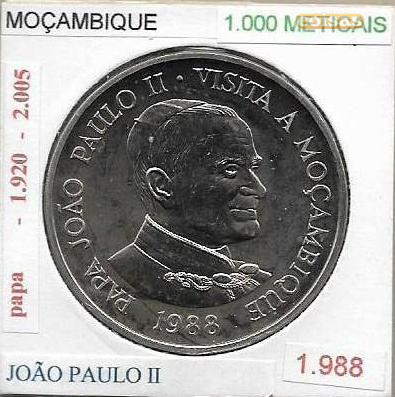 MOÇAMBIQUE
1.000 METICAIS
papa - 1.920 - 2.005
PAPA JOÃO PAULO II · VISITA A MOÇAMBIQUE
1988
JOÃO PAULO II
1.988